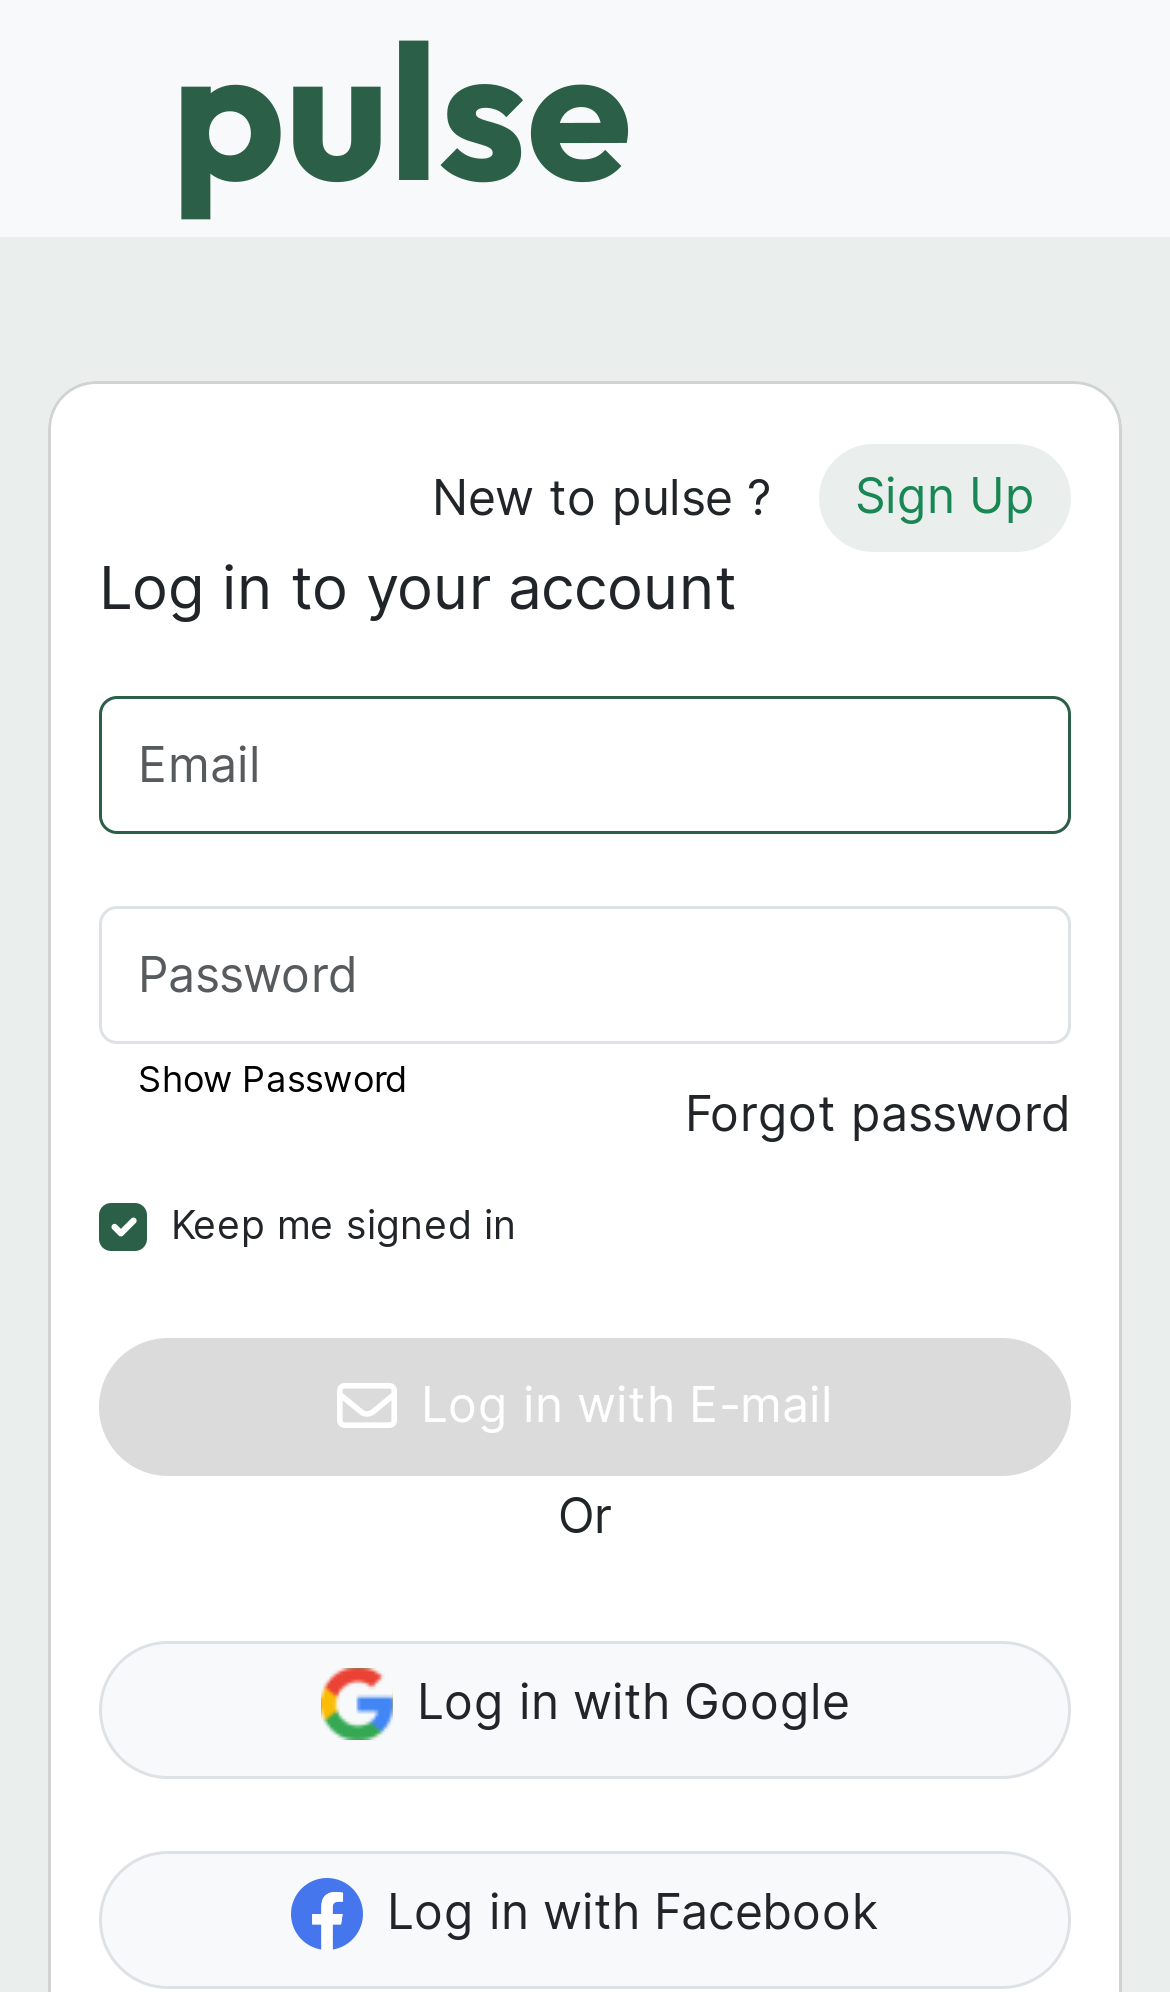 pulse
New to pulse ? Sign Up
Log in to your account
Email
Password
Show Password
Forgot password
Keep me signed in
Log in with E-mail
Or
Log in with Google
Log in with Facebook